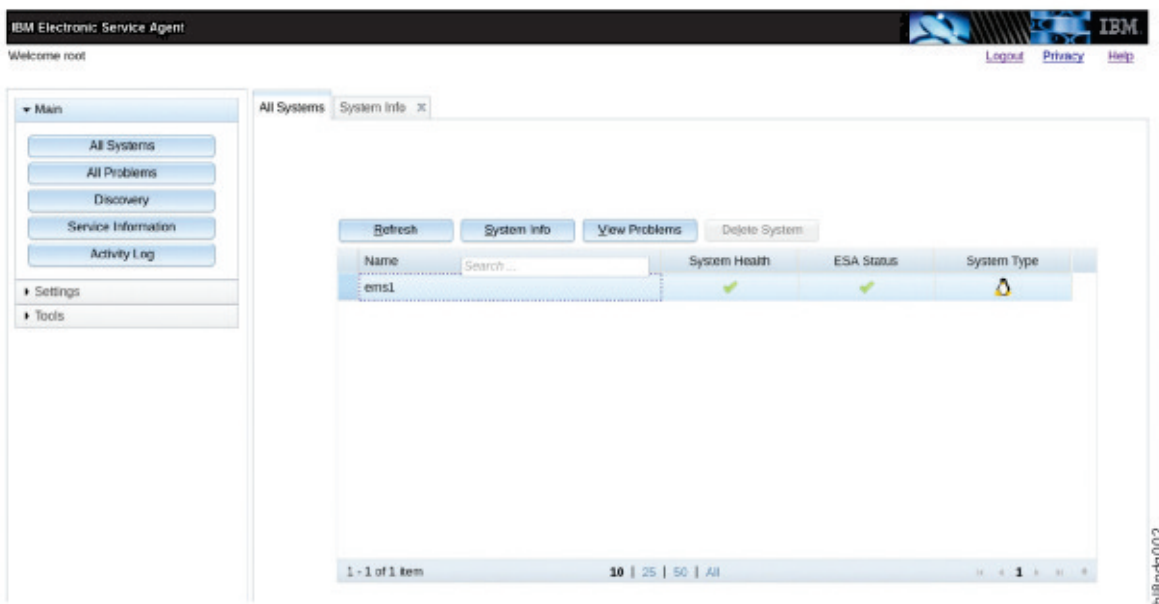 IBM Electronic Service Agent
IBM
Welcome root
Logout Privacy Help
Main
All Systems
All Problems
Discovery
Service Information
Activity Log
Settings
Tools
All Systems System Info x
Refresh System Info View Problems Delete System
Name Search ... System Health ESA Status System Type
ems1
1 - 1 of 1 item 10 | 25 | 50 | All 1